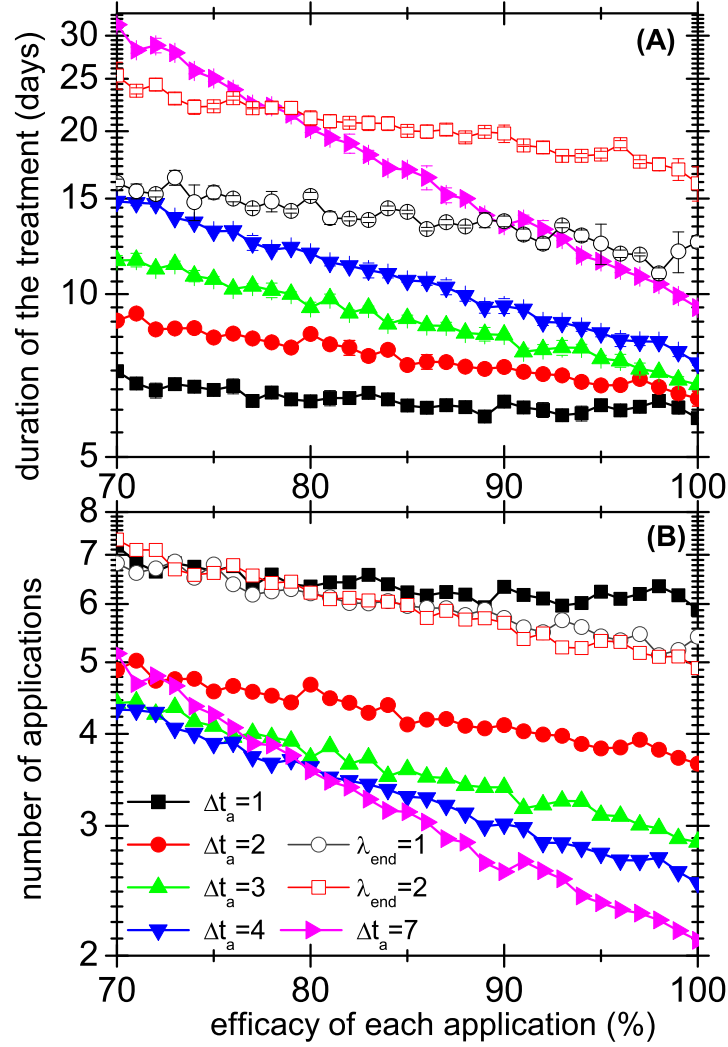 (A)
duration of the treatment (days)
30
25
20
15
10
5
70 80 90 100
(B)
number of applications
8
7
6
5
4
3
2
Δt_a=1
Δt_a=2 λ_end=1
Δt_a=3 λ_end=2
Δt_a=4 Δt_a=7
70 80 90 100
efficacy of each application (%)